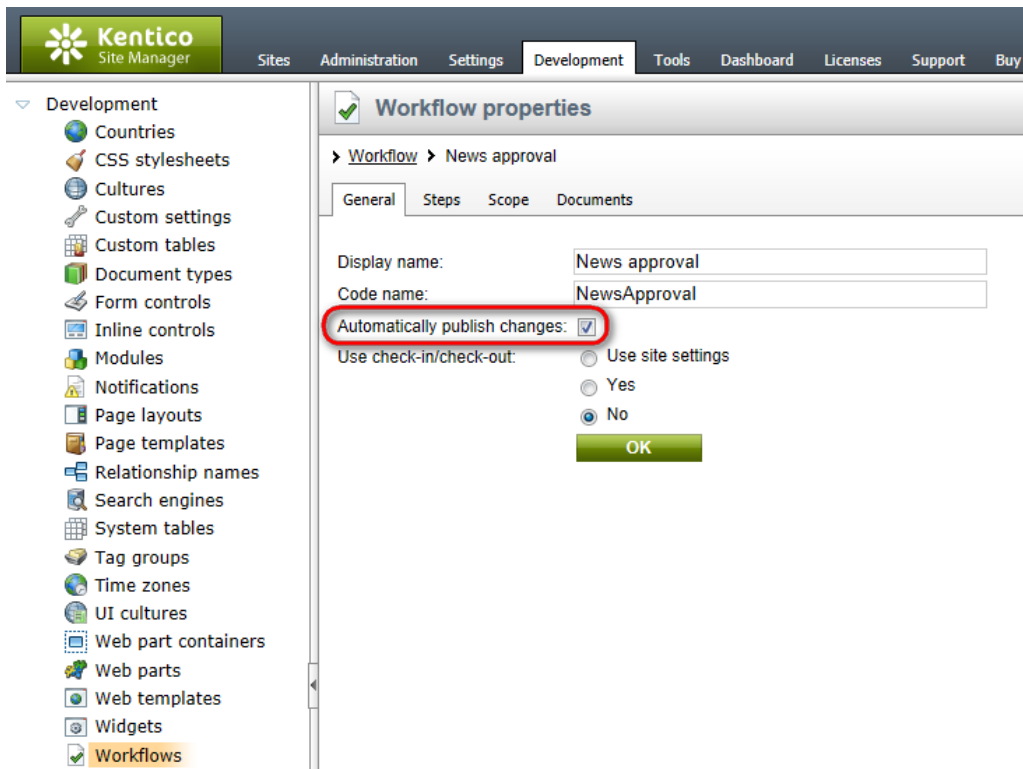 Kentico
Site Manager
Sites Administration Settings Development Tools Dashboard Licenses Support Buy
Development
Countries
CSS stylesheets
Cultures
Custom settings
Custom tables
Document types
Form controls
Inline controls
Modules
Notifications
Page layouts
Page templates
Relationship names
Search engines
System tables
Tag groups
Time zones
UI cultures
Web part containers
Web parts
Web templates
Widgets
Workflows
Workflow properties
Workflow News approval
General Steps Scope Documents
Display name: News approval
Code name: NewsApproval
Automatically publish changes:
Use check-in/check-out: Use site settings
Yes
No
OK